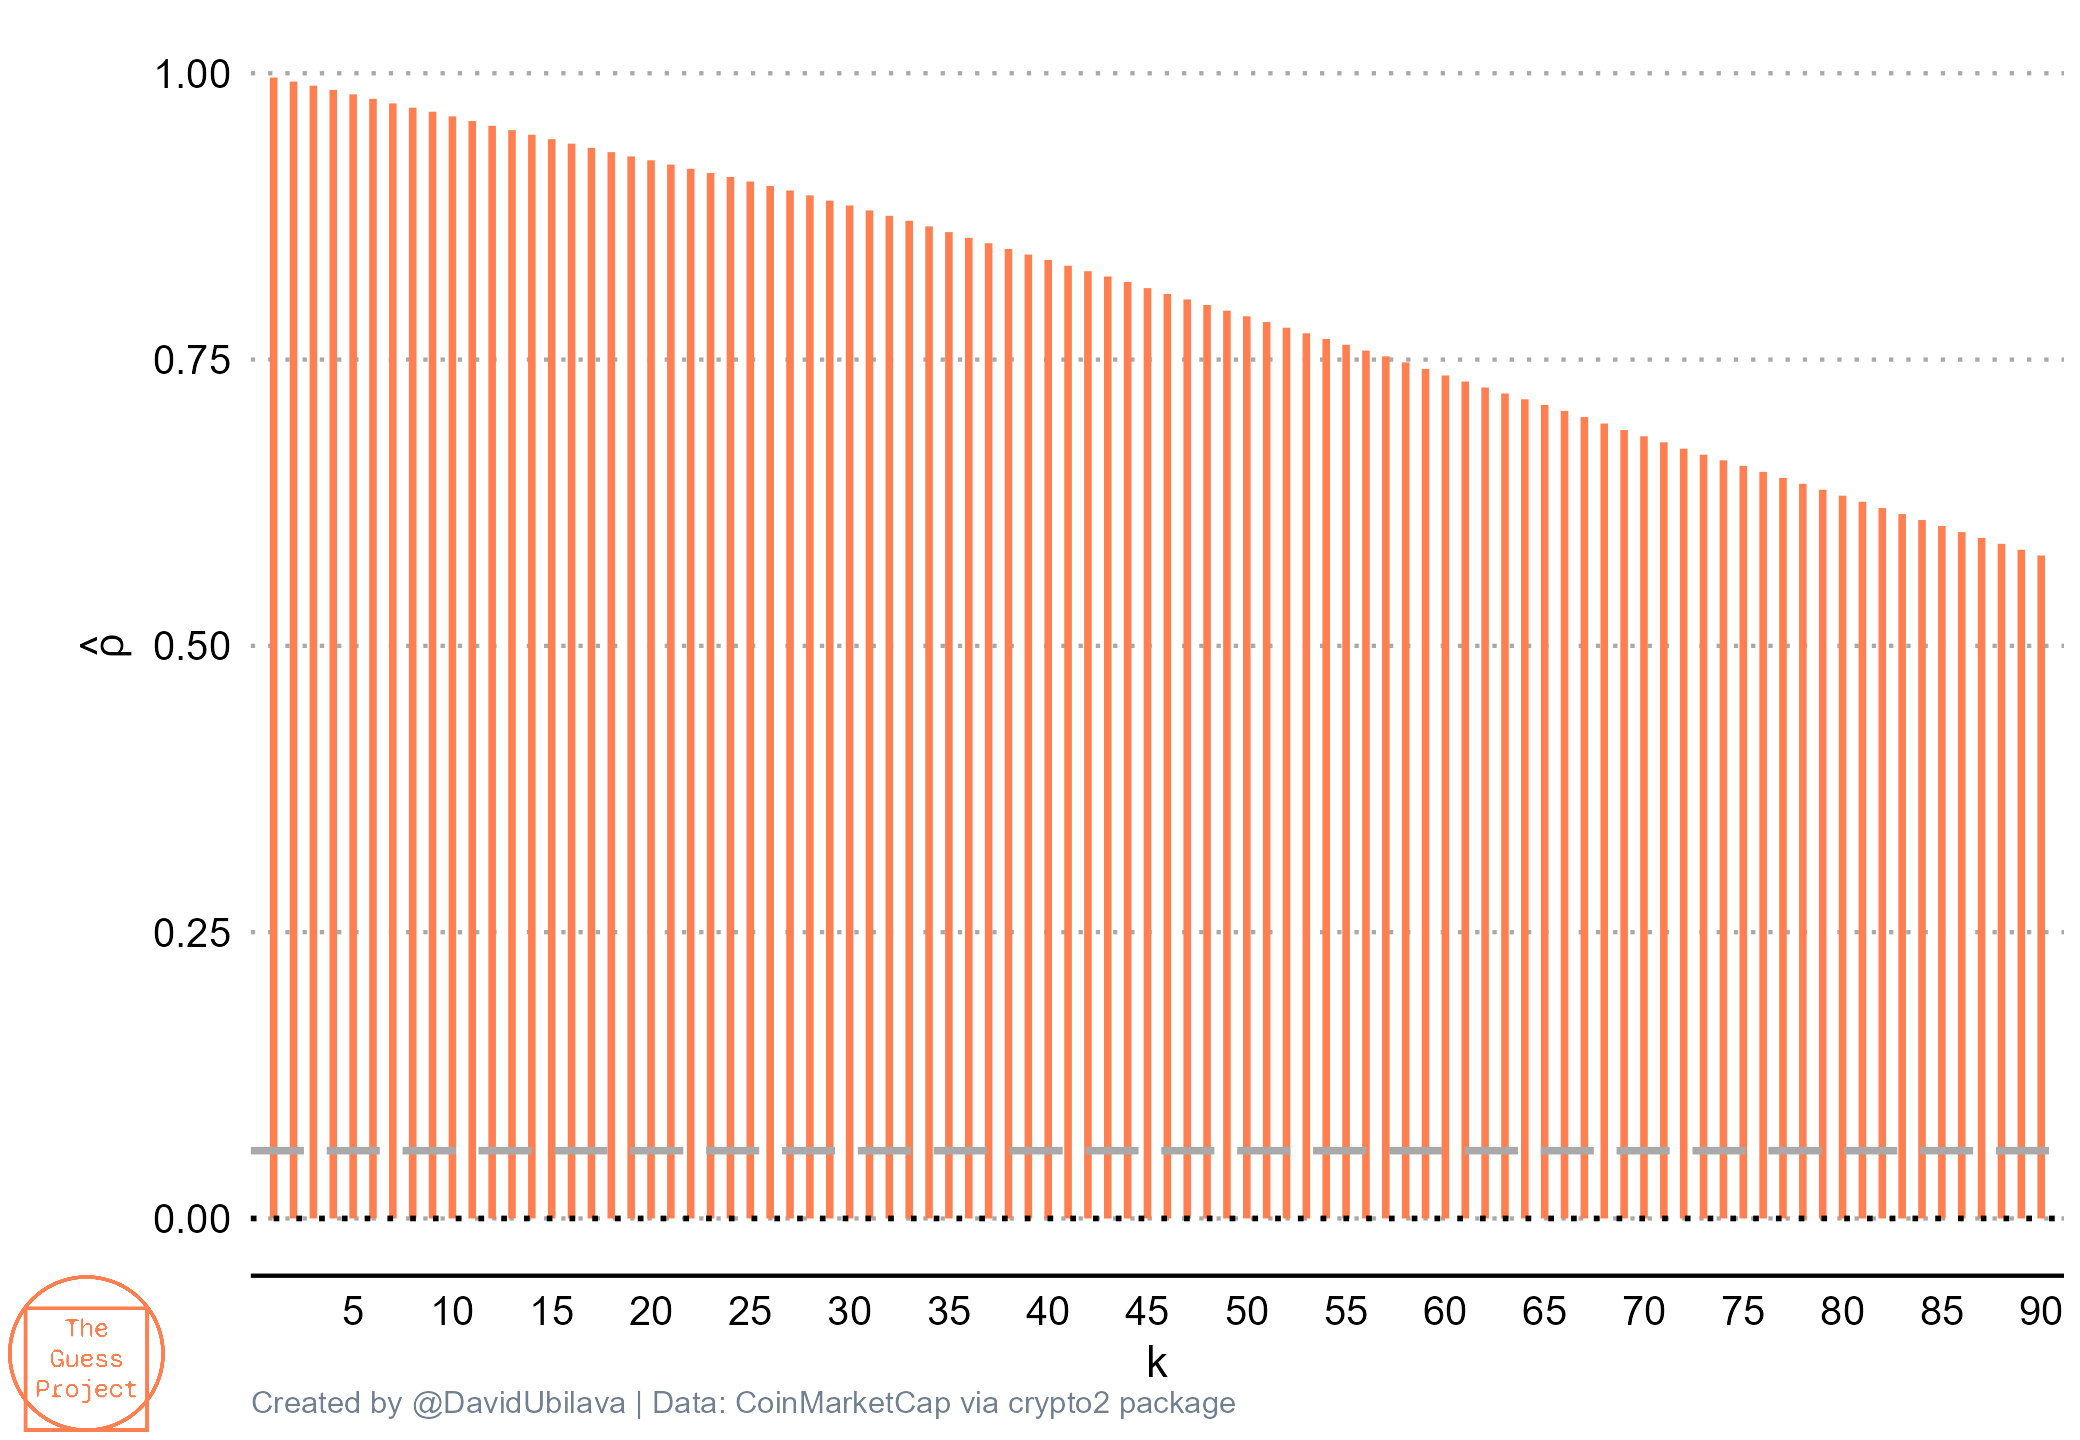 1.00
0.75
0.50
0.25
0.00
ρ̂
5 10 15 20 25 30 35 40 45 50 55 60 65 70 75 80 85 90
k
The
Guess
Project
Created by @DavidUbilava | Data: CoinMarketCap via crypto2 package